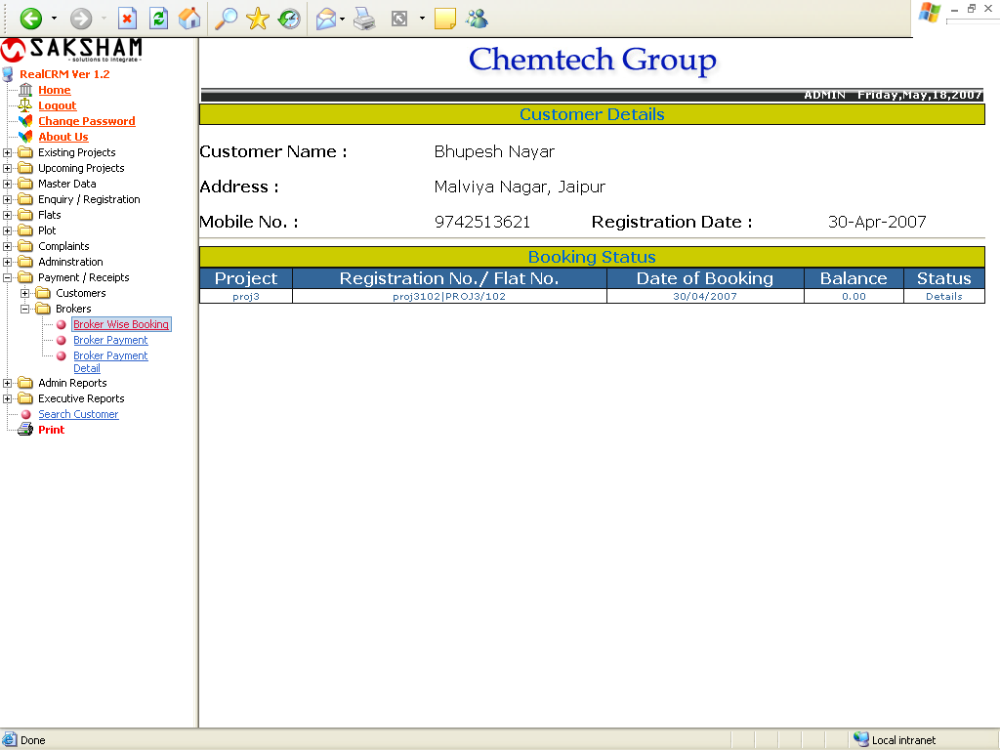 SAKSHAM
- solutions to integrate -
RealCRM Ver 1.2
Home
Logout
Change Password
About Us
Existing Projects
Upcoming Projects
Master Data
Enquiry / Registration
Flats
Plot
Complaints
Adminstration
Payment / Receipts
Customers
Brokers
Broker Wise Booking
Broker Payment
Broker Payment
Detail
Admin Reports
Executive Reports
Search Customer
Print
Chemtech Group
ADMIN Friday,May,18,2007
Customer Details
Customer Name : Bhupesh Nayar
Address : Malviya Nagar, Jaipur
Mobile No. : 9742513621 Registration Date : 30-Apr-2007
Booking Status
Project Registration No./ Flat No. Date of Booking Balance Status
proj3 proj3102|PROJ3/102 30/04/2007 0.00 Details
Done Local intranet